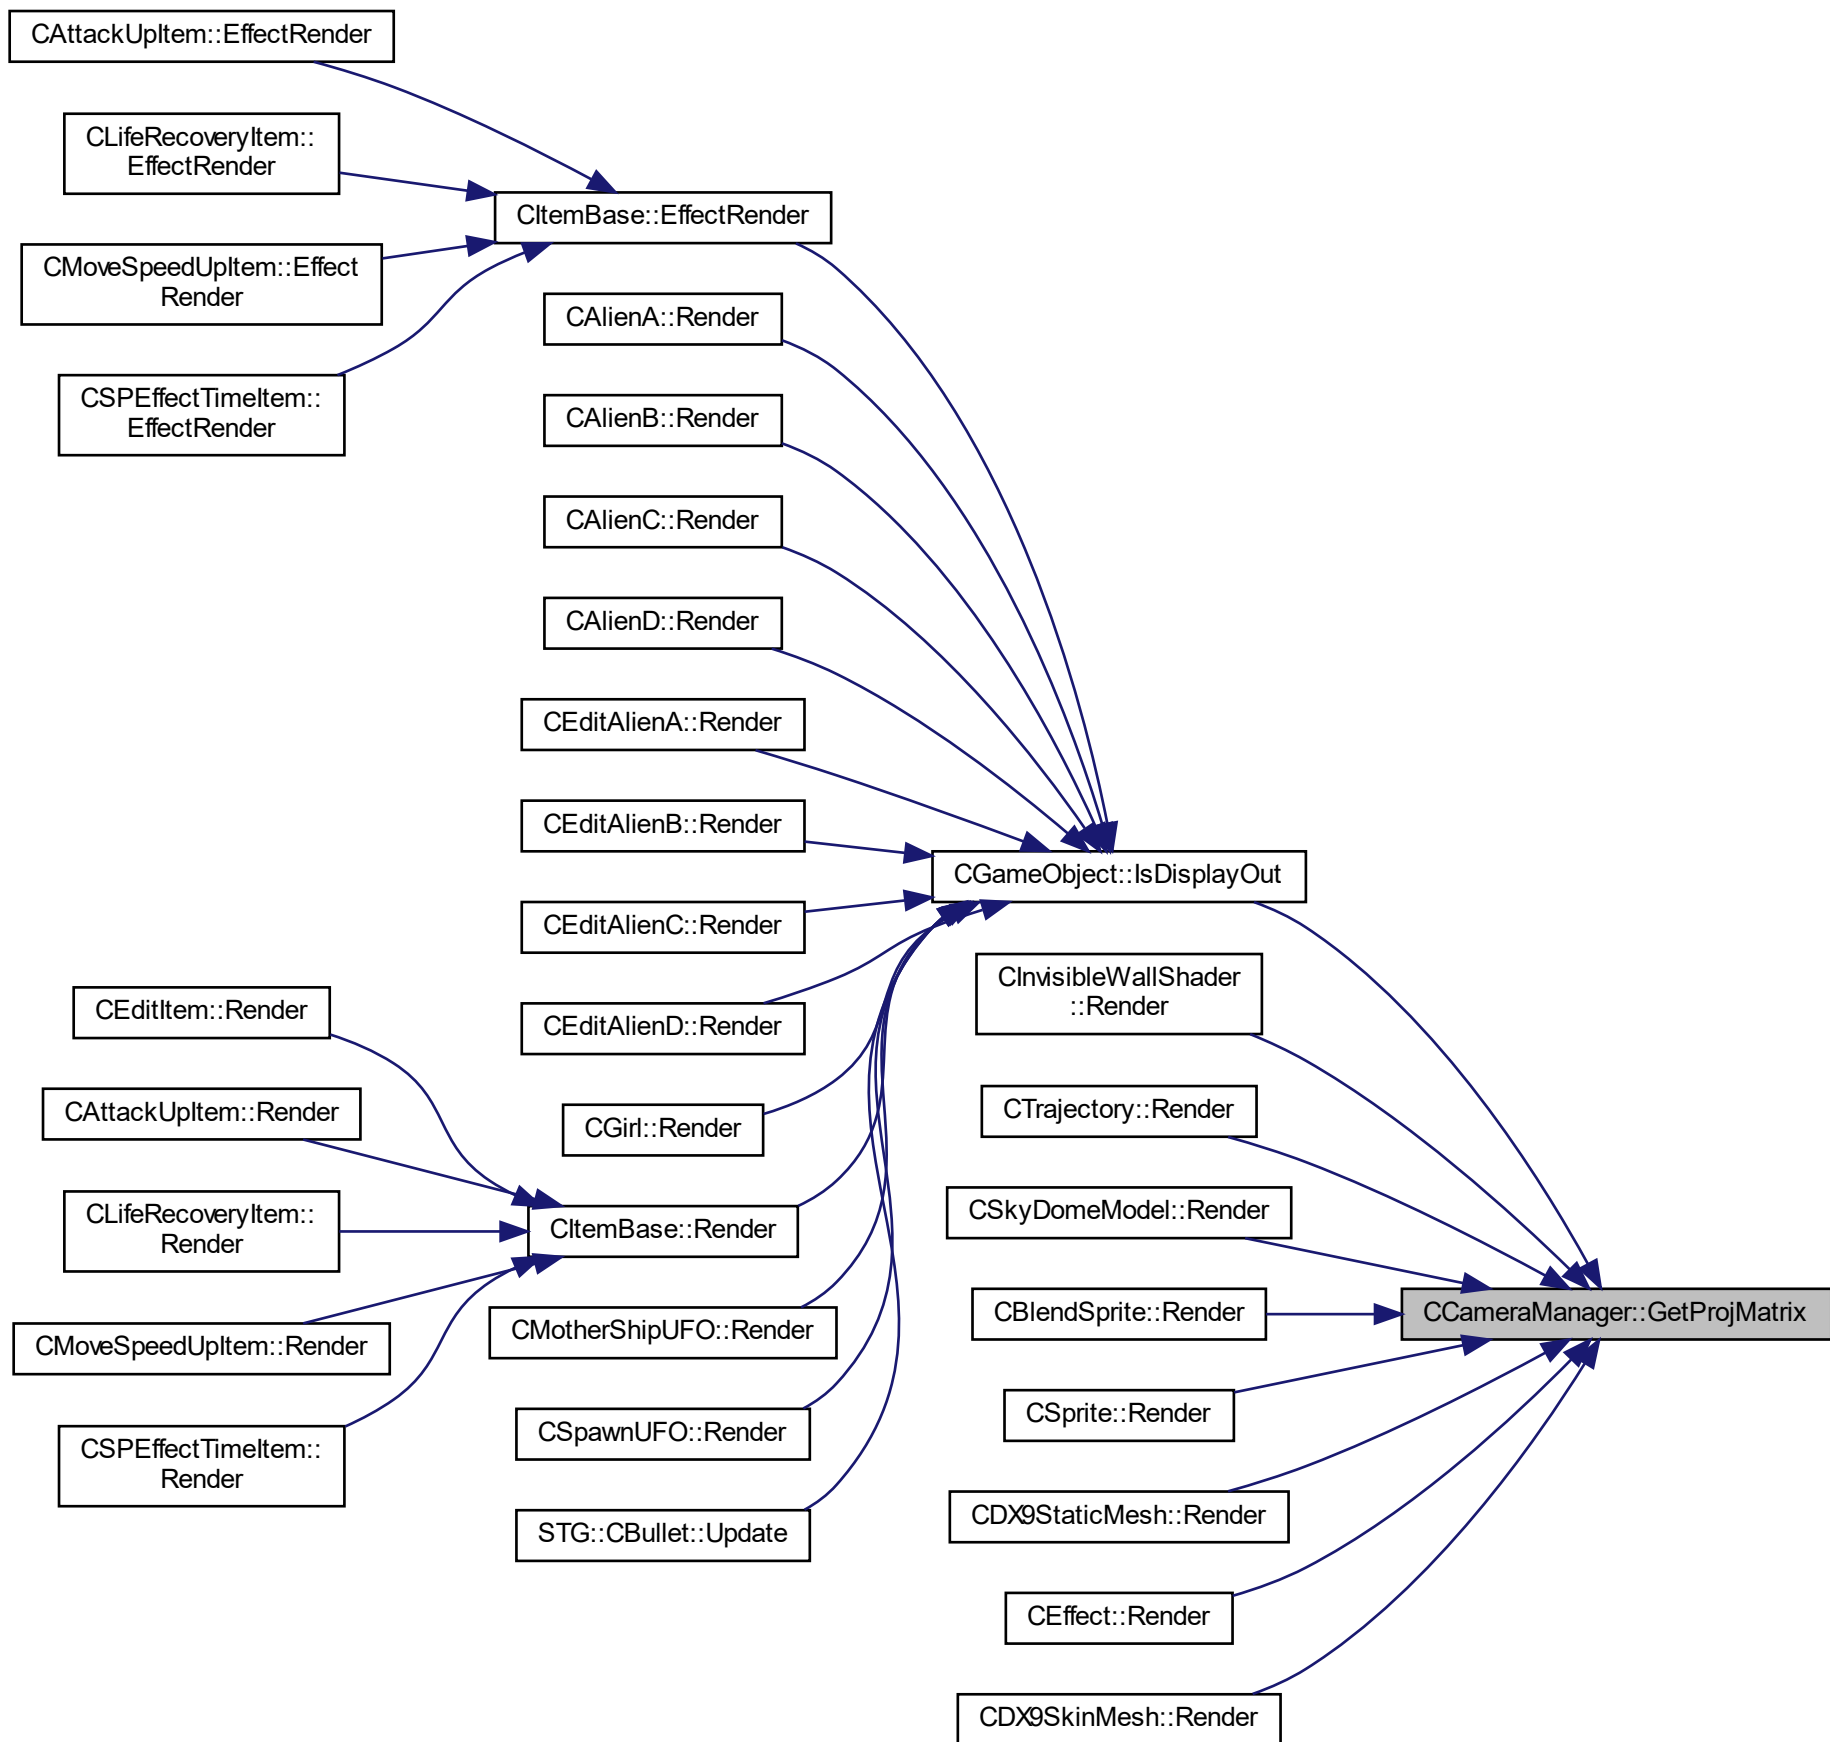 CAttackUpItem::EffectRender
CLifeRecoveryItem::
EffectRender
CMoveSpeedUpItem::Effect
Render
CSPEffectTimeItem::
EffectRender
CItemBase::EffectRender
CAlienA::Render
CAlienB::Render
CAlienC::Render
CAlienD::Render
CEditAlienA::Render
CEditAlienB::Render
CEditAlienC::Render
CEditAlienD::Render
CGirl::Render
CItemBase::Render
CMotherShipUFO::Render
CSpawnUFO::Render
STG::CBullet::Update
CEditItem::Render
CAttackUpItem::Render
CLifeRecoveryItem::
Render
CMoveSpeedUpItem::Render
CSPEffectTimeItem::
Render
CGameObject::IsDisplayOut
CInvisibleWallShader
::Render
CTrajectory::Render
CSkyDomeModel::Render
CBlendSprite::Render
CSprite::Render
CDX9StaticMesh::Render
CEffect::Render
CDX9SkinMesh::Render
CCameraManager::GetProjMatrix